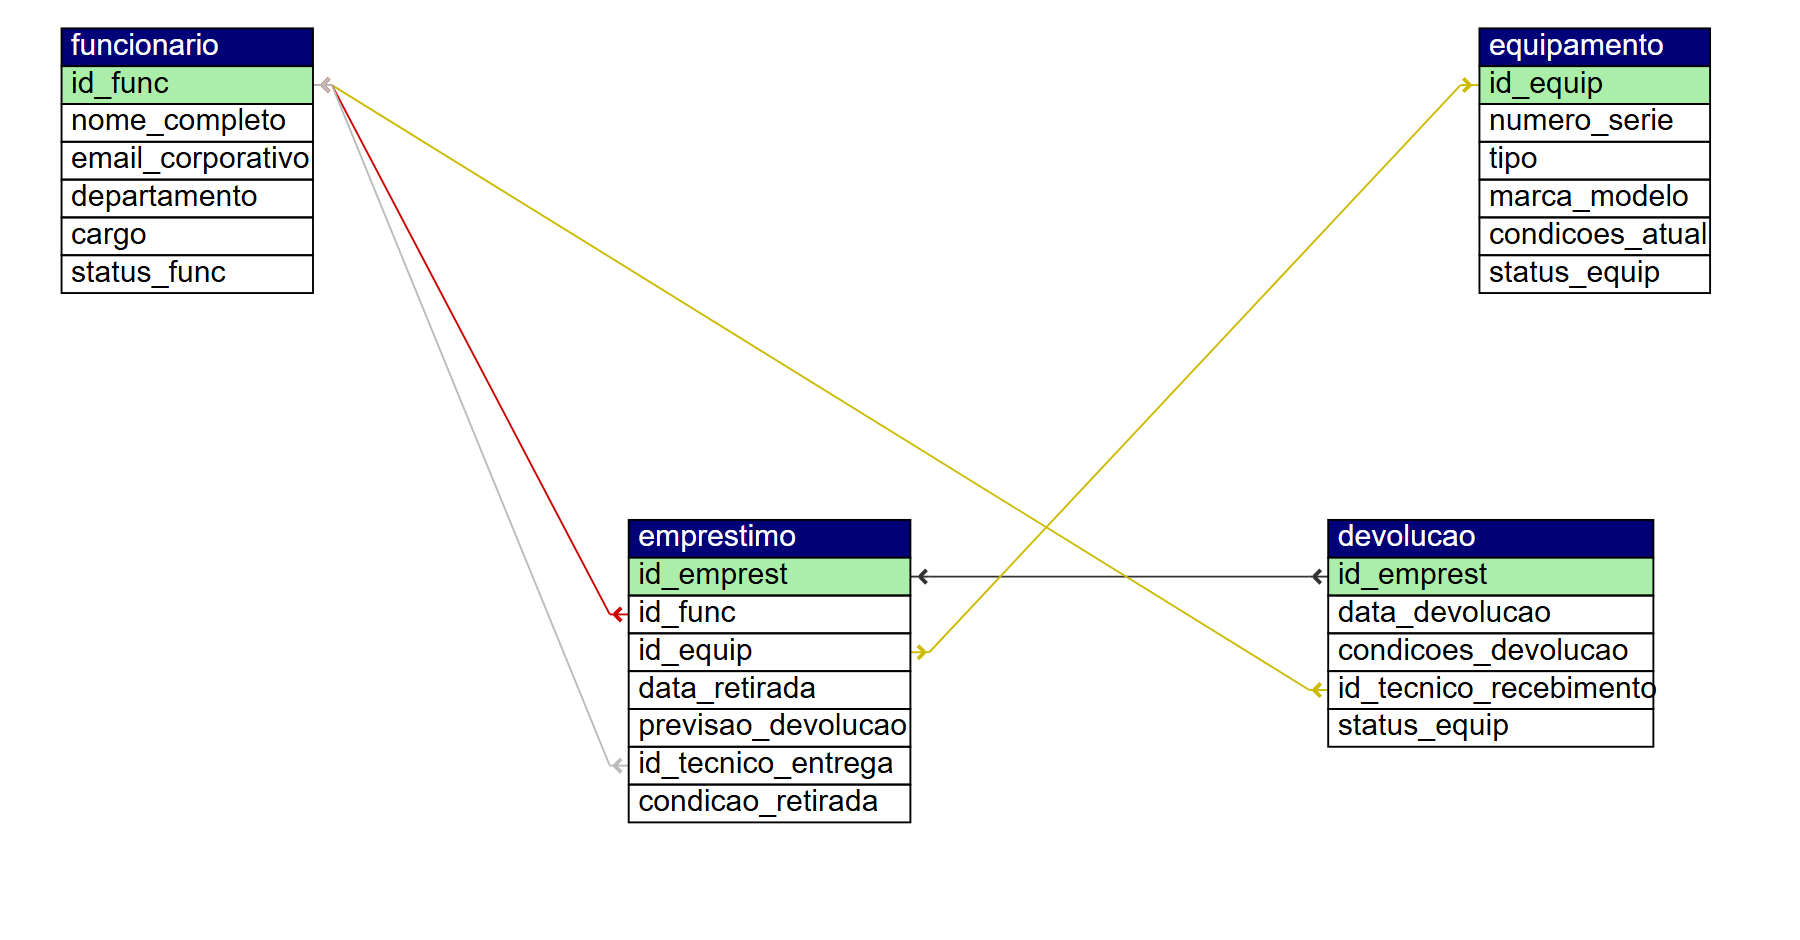 funcionario
id_func
nome_completo
email_corporativo
departamento
cargo
status_func
equipamento
id_equip
numero_serie
tipo
marca_modelo
condicoes_atual
status_equip
emprestimo
id_emprest
id_func
id_equip
data_retirada
previsao_devolucao
id_tecnico_entrega
condicao_retirada
devolucao
id_emprest
data_devolucao
condicoes_devolucao
id_tecnico_recebimento
status_equip